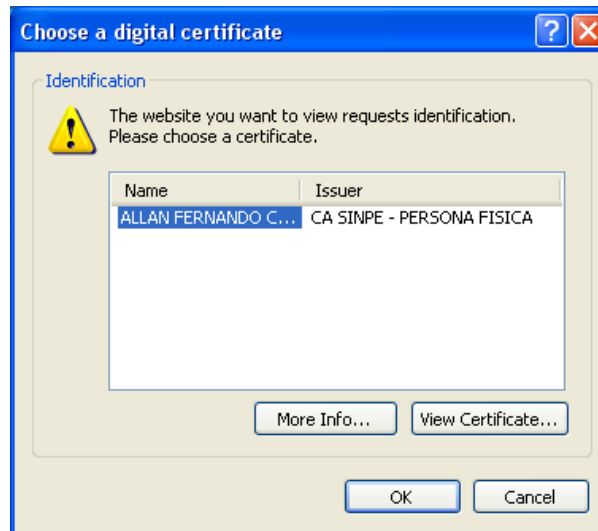 Choose a digital certificate
Identification
The website you want to view requests identification.
Please choose a certificate.
Name Issuer
ALLAN FERNANDO C... CA SINPE - PERSONA FISICA
More Info... View Certificate...
OK Cancel